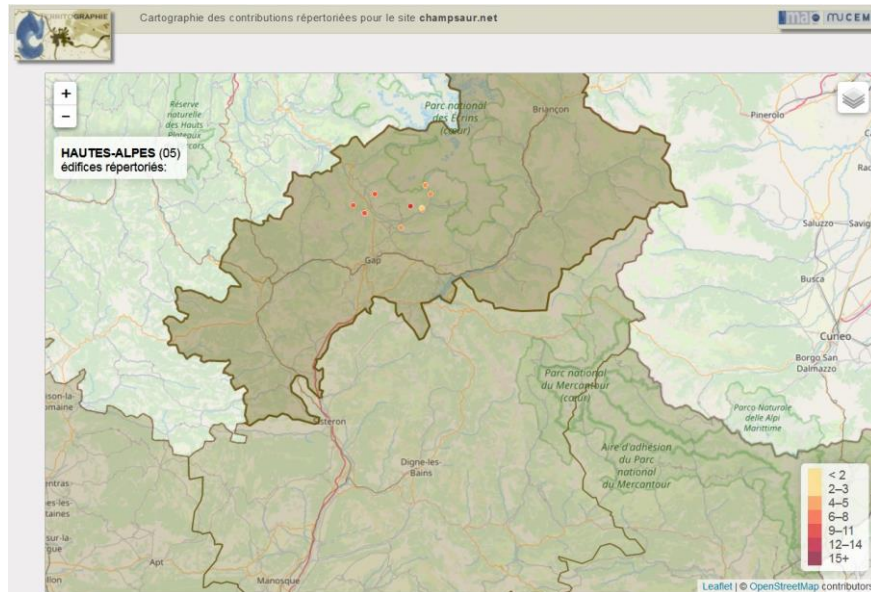 Cartographie des contributions répertoriées pour le site champsaur.net
MUCEM
+
−
HAUTES-ALPES (05)
édifices répertoriés:
Réserve
naturelle
des Hauts
Plateaux
Parc national
des Écrins
(cœur)
Briançon
Pinerolo
Saluzzo
Busca
Cuneo
Borgo San
Dalmazzo
Gap
Parc national
du Mercantour
(cœur)
Parco Naturale
delle Alpi
Marittime
Aire d'adhésion
du Parc
national
du Mercantour
Digne-les-
Bains
Apt
Manosque
< 2
2–3
4–5
6–8
9–11
12–14
15+
Leaflet | © OpenStreetMap contributors